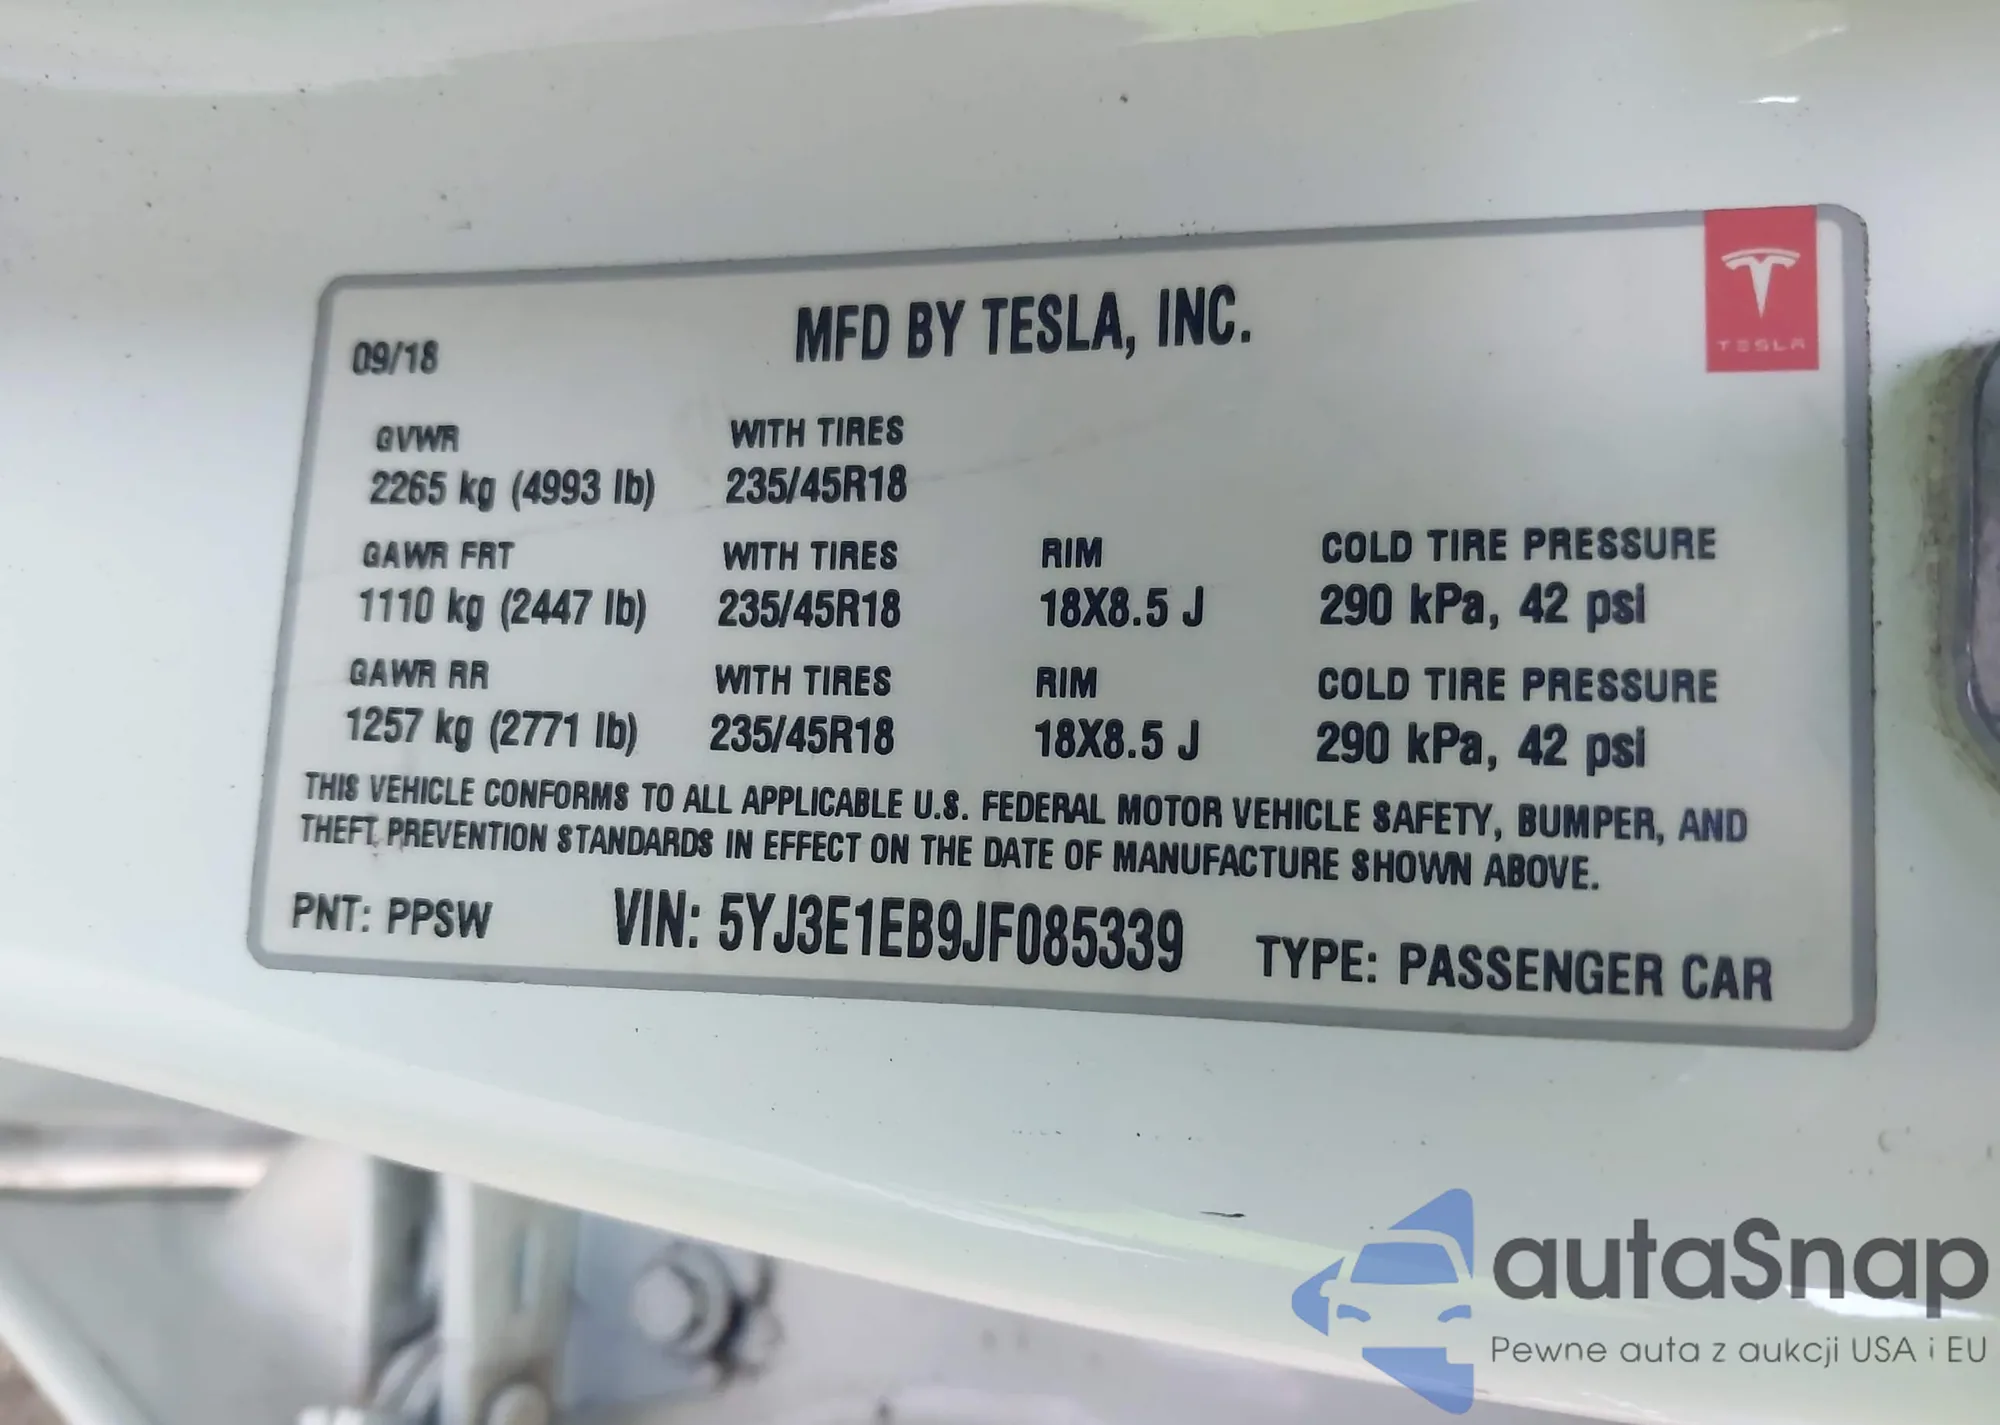 MFD BY TESLA, INC.
TESLA
09/18
GVWR WITH TIRES
2265 kg (4993 lb) 235/45R18
GAWR FRT WITH TIRES RIM COLD TIRE PRESSURE
1110 kg (2447 lb) 235/45R18 18X8.5 J 290 kPa, 42 psi
GAWR RR WITH TIRES RIM COLD TIRE PRESSURE
1257 kg (2771 lb) 235/45R18 18X8.5 J 290 kPa, 42 psi
THIS VEHICLE CONFORMS TO ALL APPLICABLE U.S. FEDERAL MOTOR VEHICLE SAFETY, BUMPER, AND
THEFT PREVENTION STANDARDS IN EFFECT ON THE DATE OF MANUFACTURE SHOWN ABOVE.
PNT: PPSW VIN: 5YJ3E1EB9JF085339 TYPE: PASSENGER CAR
autaSnap
Pewne auta z aukcji USA i EU